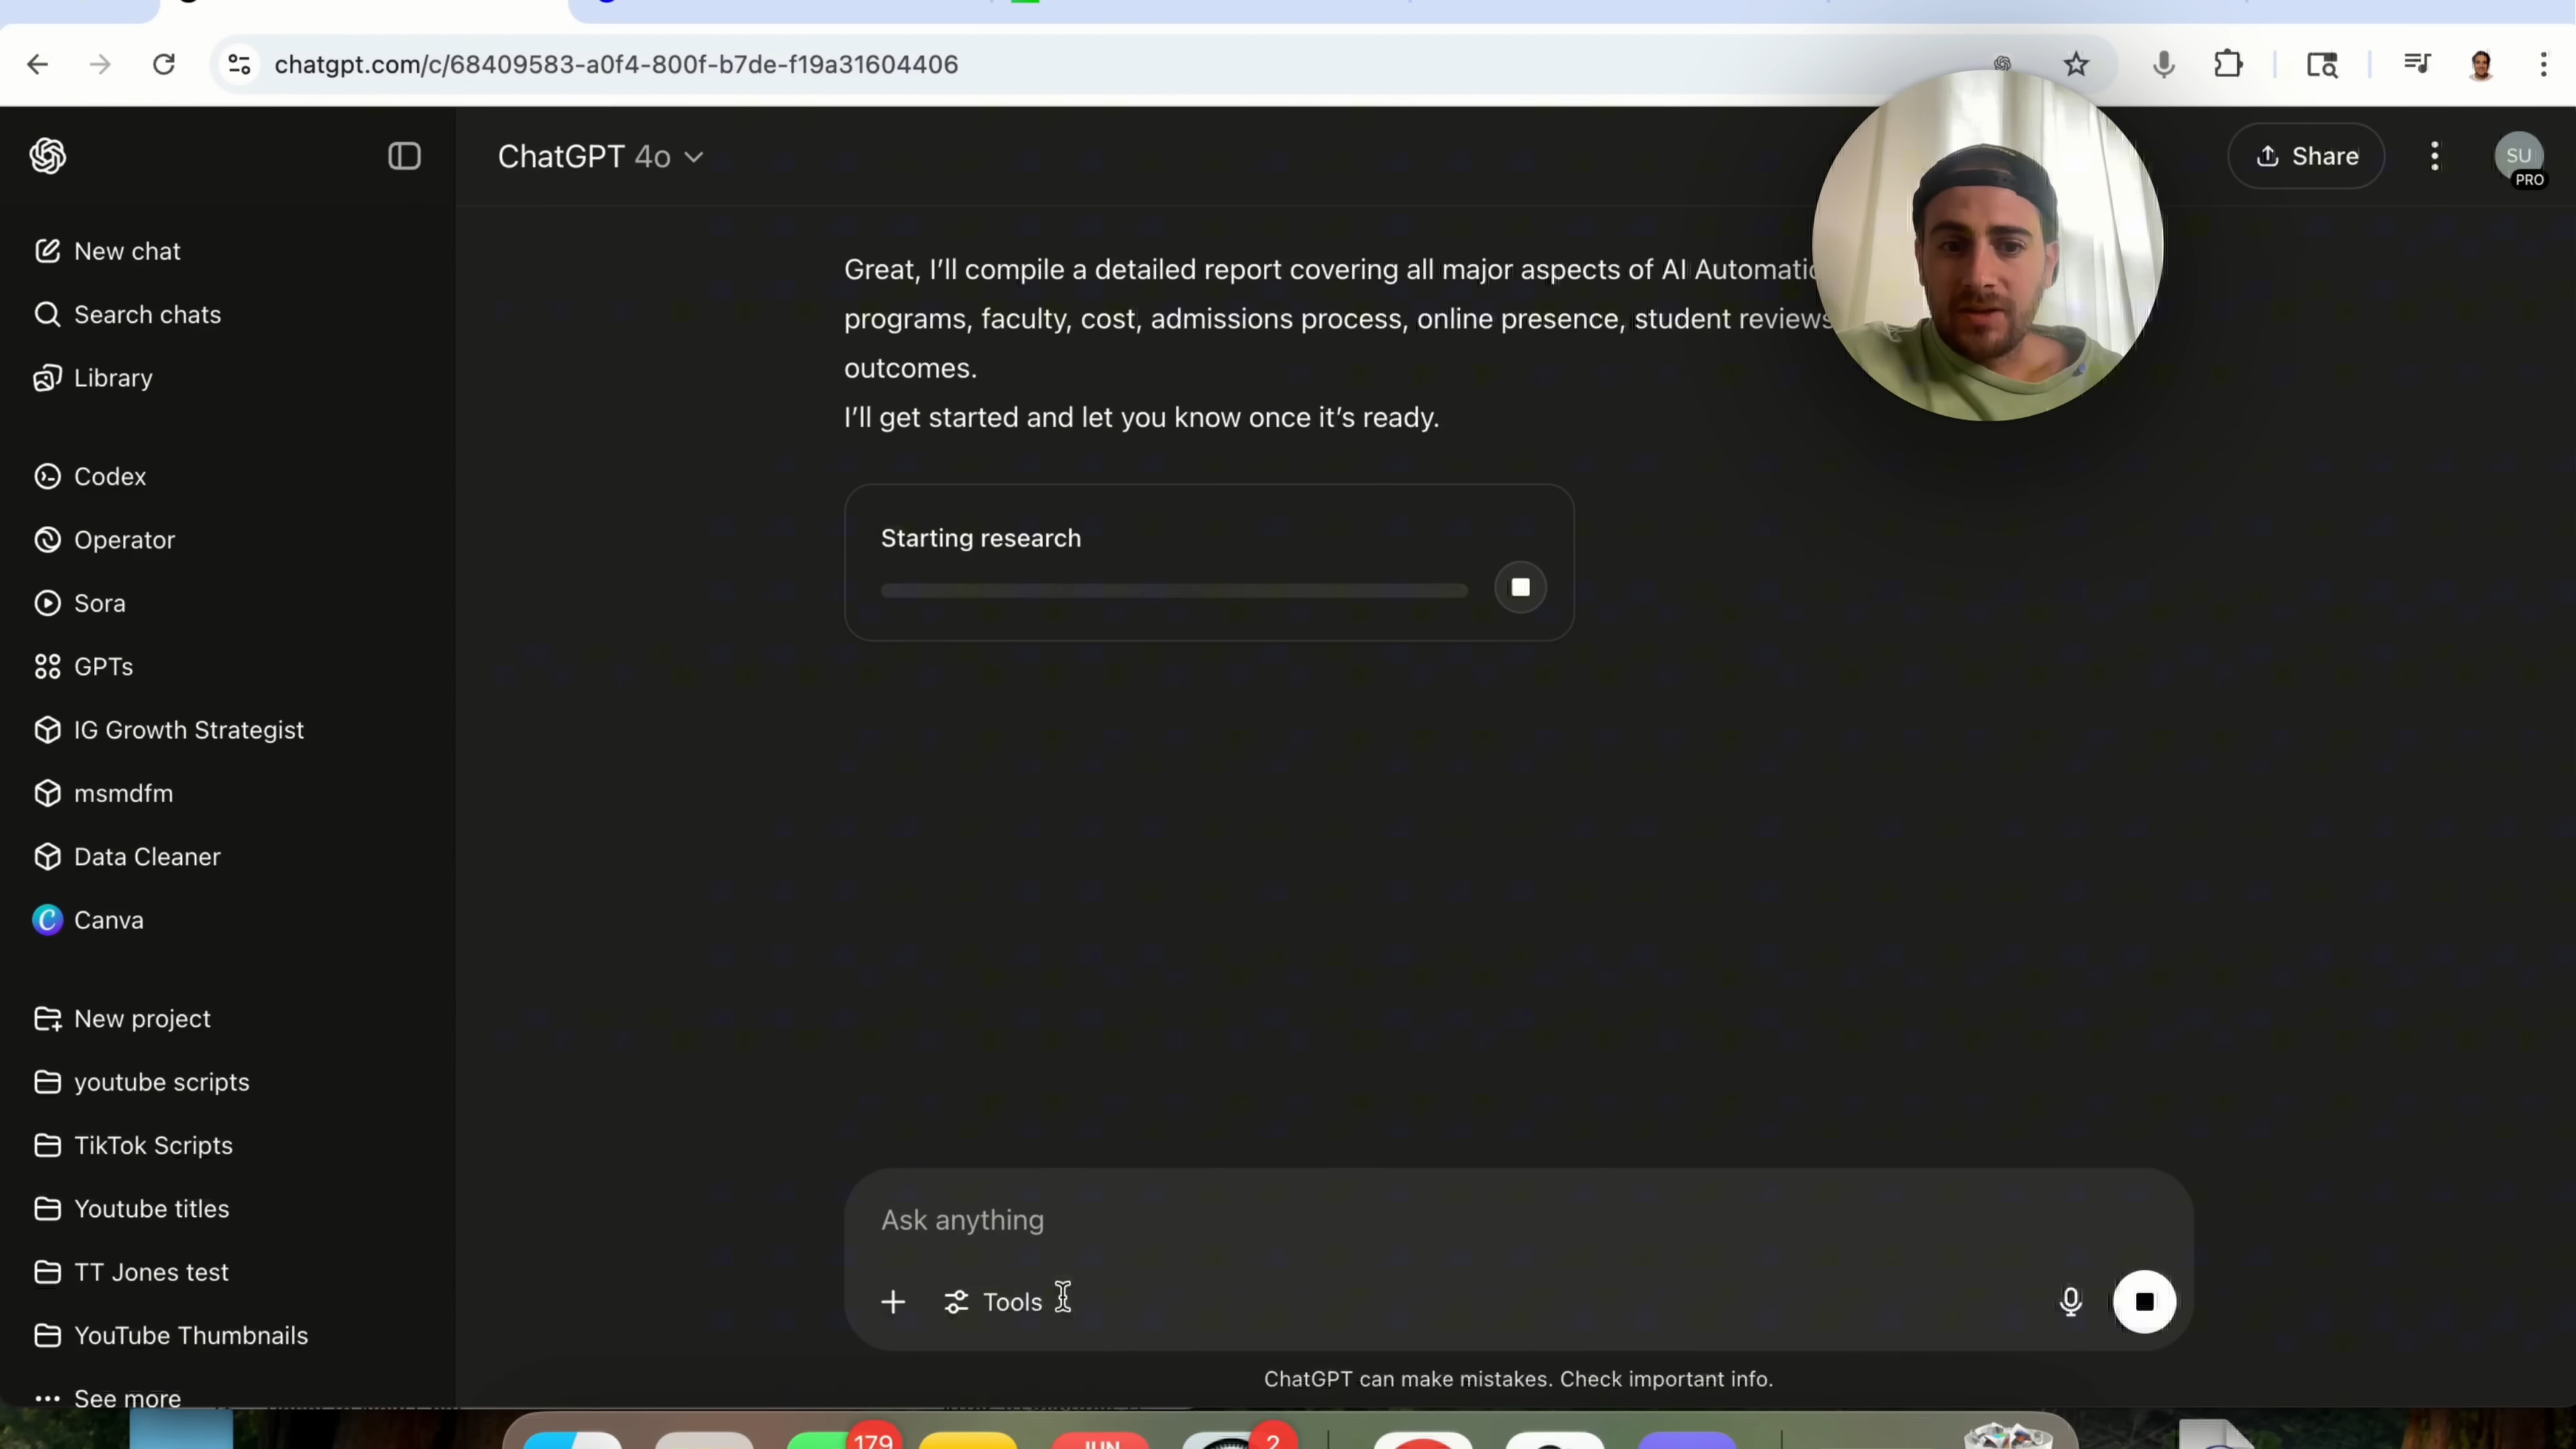 chatgpt.com/c/68409583-a0f4-800f-b7de-f19a31604406
ChatGPT 4o
Share
SU
PRO
New chat
Search chats
Library
Codex
Operator
Sora
GPTs
IG Growth Strategist
msmdfm
Data Cleaner
Canva
New project
youtube scripts
TikTok Scripts
Youtube titles
TT Jones test
YouTube Thumbnails
See more
Great, I'll compile a detailed report covering all major aspects of AI
programs, faculty, cost, admissions process, online presence, student reviews
outcomes.
I'll get started and let you know once it's ready.
Starting research
Ask anything
Tools
ChatGPT can make mistakes. Check important info.
179
JUN
2